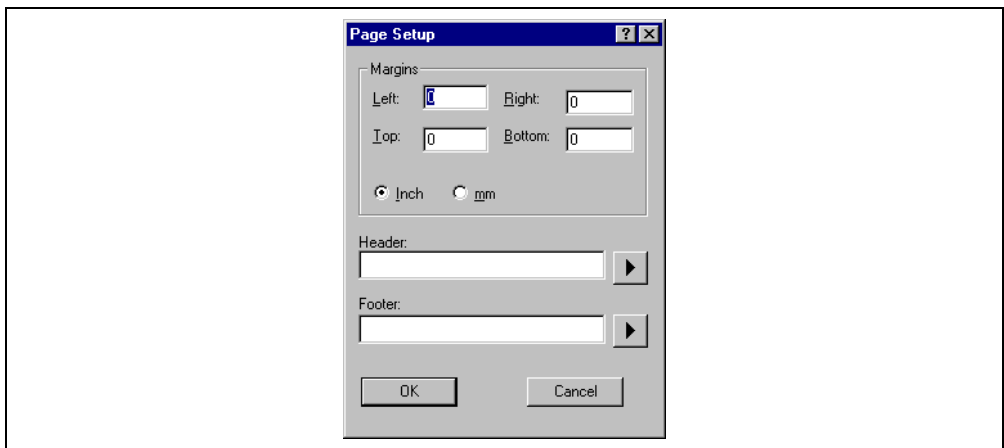 Page Setup
Margins
Left: 0 Right: 0
Top: 0 Bottom: 0
Inch mm
Header:
Footer:
OK Cancel